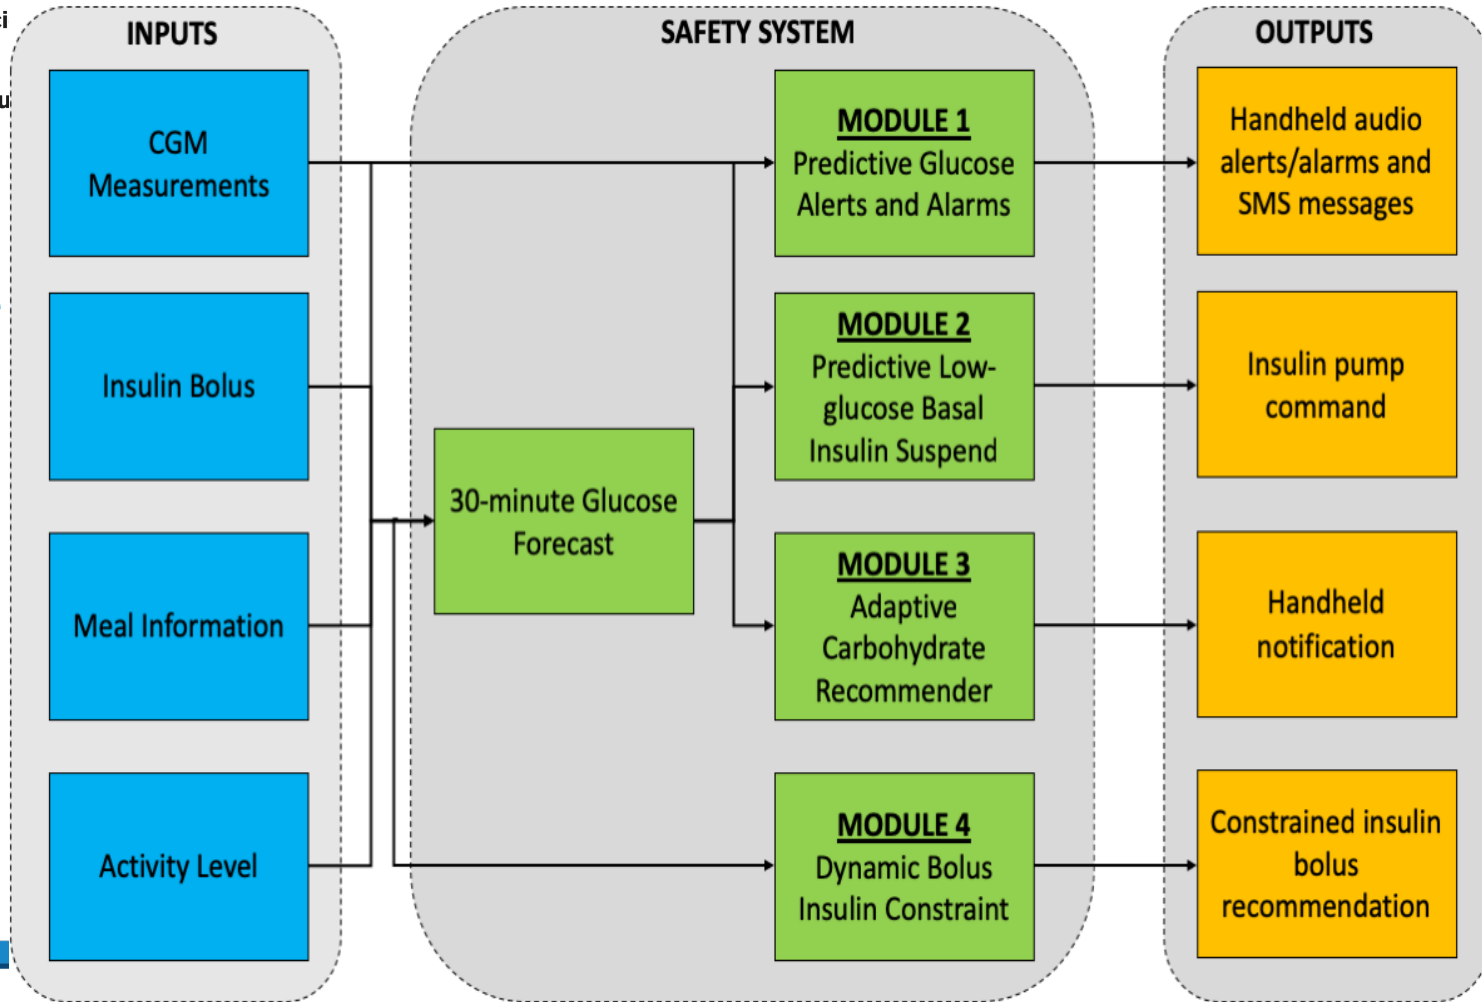 INPUTS
CGM
Measurements
Insulin Bolus
Meal Information
Activity Level
SAFETY SYSTEM
30-minute Glucose
Forecast
MODULE 1
Predictive Glucose
Alerts and Alarms
MODULE 2
Predictive Low-
glucose Basal
Insulin Suspend
MODULE 3
Adaptive
Carbohydrate
Recommender
MODULE 4
Dynamic Bolus
Insulin Constraint
OUTPUTS
Handheld audio
alerts/alarms and
SMS messages
Insulin pump
command
Handheld
notification
Constrained insulin
bolus
recommendation